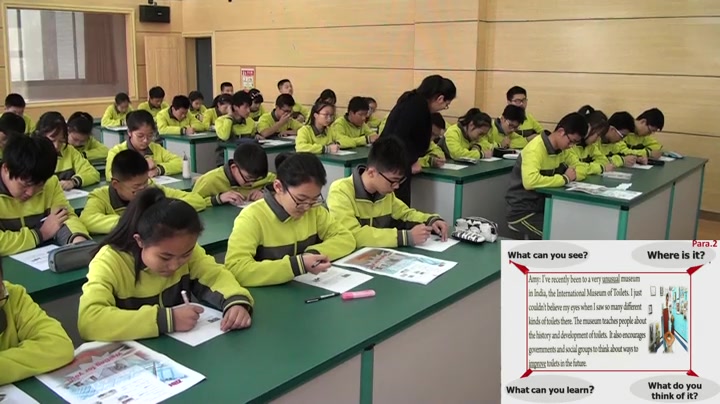 Para.2
What can you see?
Where is it?
Amy: I've recently been to a very unusual museum
in India, the International Museum of Toilets. I just
couldn't believe my eyes when I saw so many different
kinds of toilets there. The museum teaches people about
the history and development of toilets. It also encourages
governments and social groups to think about ways to
improve toilets in the future.
What can you learn?
What do you
think of it?